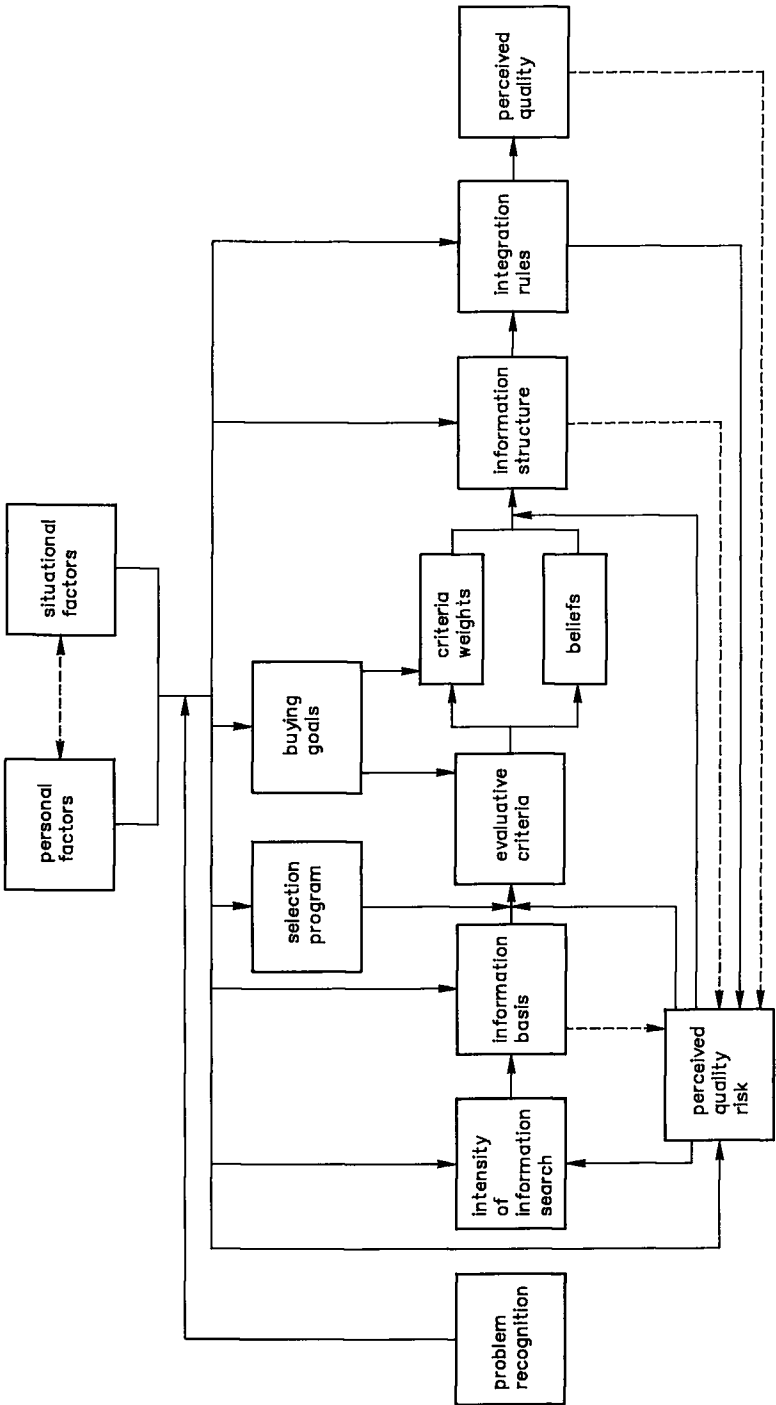 personal
factors
situational
factors
problem
recognition
selection
program
buying
goals
intensity
of
information
search
information
basis
evaluative
criteria
criteria
weights
beliefs
information
structure
integration
rules
perceived
quality
perceived
quality
risk